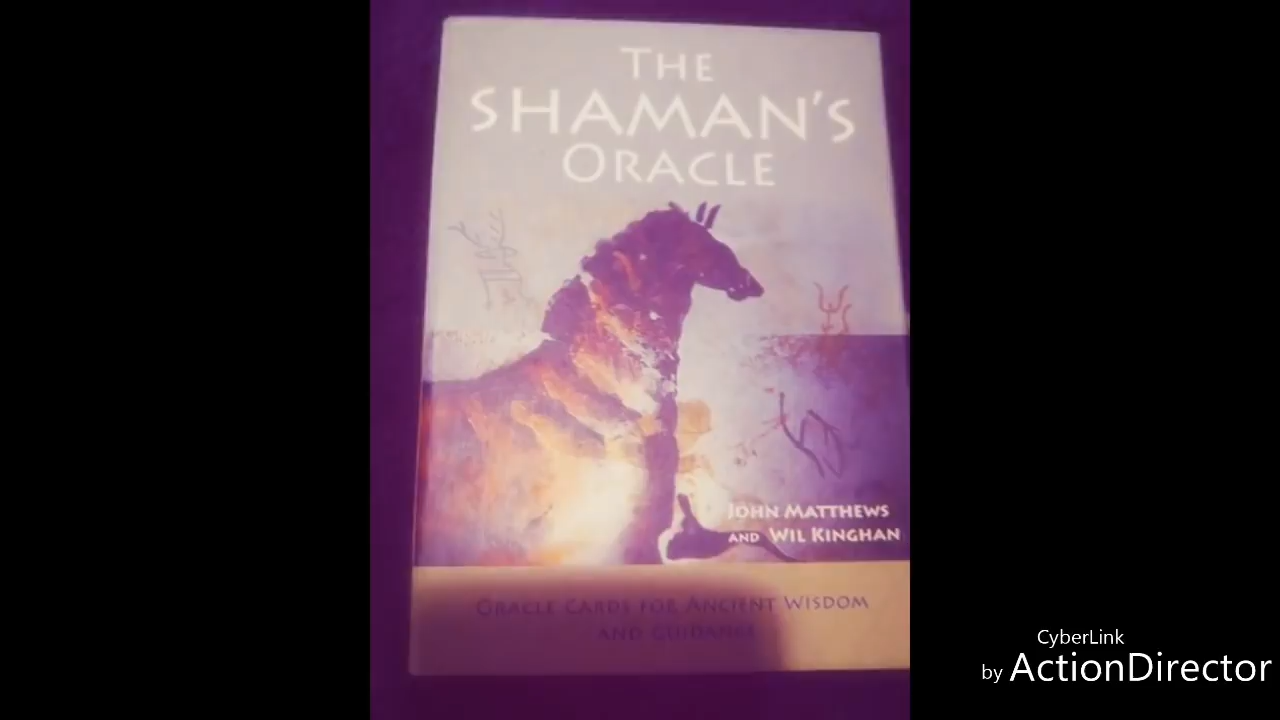 THE
SHAMAN'S
ORACLE
JOHN MATTHEWS
AND WIL KINGHAN
ORACLE CARDS FOR ANCIENT WISDOM
AND GUIDANCE
CyberLink
by ActionDirector